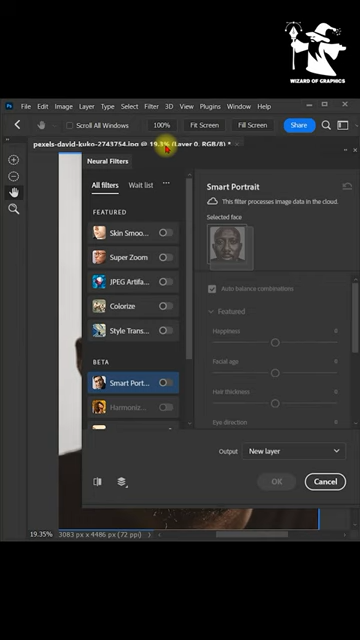 WIZARD OF GRAPHICS
Ps File Edit Image Layer Type Select Filter 3D View Plugins Window Help
Scroll All Windows 100% Fit Screen Fill Screen Share
pexels-david-kuko-2743754.jpg @ 19.3% (Layer 0, RGB/8) *
Neural Filters
All filters Wait list
FEATURED
Skin Smoo...
Super Zoom
JPEG Artifa...
Colorize
Style Trans...
BETA
Smart Port...
Harmoniz...
Smart Portrait
This filter processes image data in the cloud.
Selected face
Auto balance combinations
Featured
Happiness 0
Facial age 0
Hair thickness 0
Eye direction 0
Output New layer
OK Cancel
19.35% 3083 px x 4486 px (72 ppi)